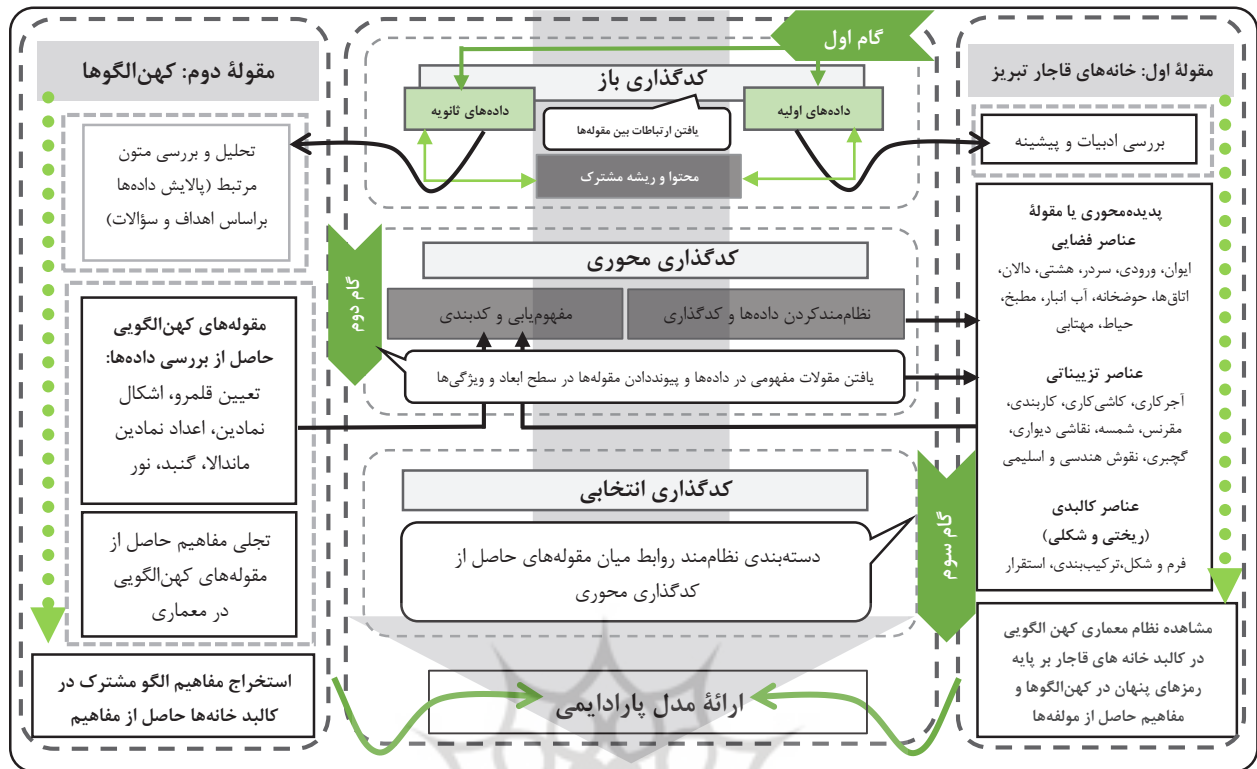 مقولهٔ اول: خانه‌های قاجار تبریز
بررسی ادبیات و پیشینه
پدیده‌محوری یا مقولهٔ
عناصر فضایی
ایوان، ورودی، سردر، هشتی، دالان،
اتاق‌ها، حوضخانه، آب انبار، مطبخ،
حیاط، مهتابی
عناصر تزییناتی
آجرکاری، کاشی‌کاری، کاربندی،
مقرنس، شمسه، نقاشی دیواری،
گچبری، نقوش هندسی و اسلیمی
عناصر کالبدی
(ریختی و شکلی)
فرم و شکل،ترکیب‌بندی، استقرار
مشاهده نظام معماری کهن الگویی
در کالبد خانه های قاجار بر پایه
رمزهای پنهان در کهن‌الگوها و
مفاهیم حاصل از مولفه‌ها
گام اول
کدگذاری باز
داده‌های اولیه
داده‌های ثانویه
یافتن ارتباطات بین مقوله‌ها
محتوا و ریشه مشترک
گام دوم
کدگذاری محوری
نظام‌مندکردن داده‌ها و کدگذاری
مفهوم‌یابی و کدبندی
یافتن مقولات مفهومی در داده‌ها و پیونددادن مقوله‌ها در سطح ابعاد و ویژگی‌ها
گام سوم
کدگذاری انتخابی
دسته‌بندی نظام‌مند روابط میان مقوله‌های حاصل از
کدگذاری محوری
ارائهٔ مدل پارادایمی
مقولهٔ دوم: کهن‌الگوها
تحلیل و بررسی متون
مرتبط (پالایش داده‌ها
براساس اهداف و سؤالات)
مقوله‌های کهن‌الگویی
حاصل از بررسی داده‌ها:
تعیین قلمرو، اشکال
نمادین، اعداد نمادین
ماندالا، گنبد، نور
تجلی مفاهیم حاصل از
مقوله‌های کهن‌الگویی
در معماری
استخراج مفاهیم الگو مشترک در
کالبد خانه‌ها حاصل از مفاهیم